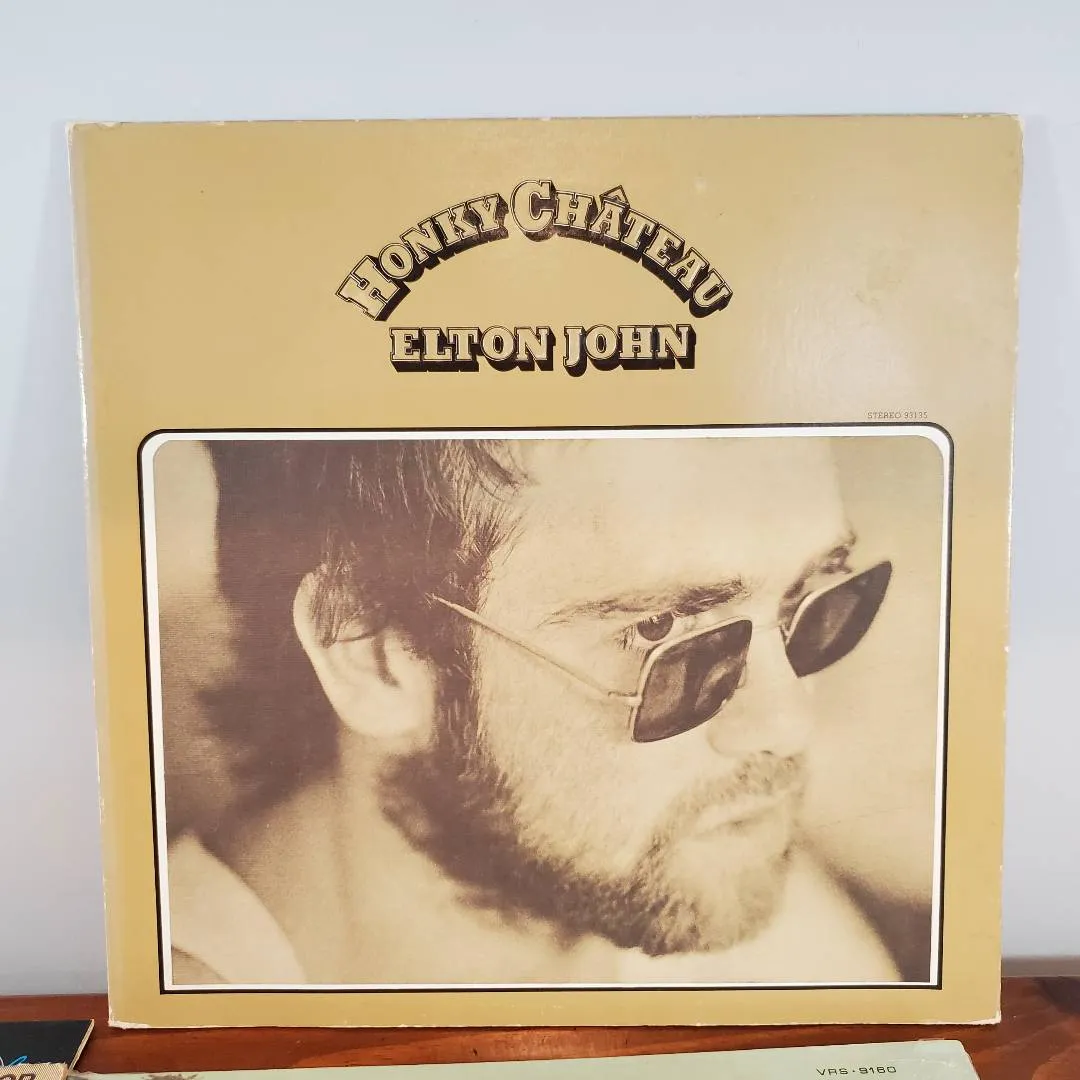 HONKY CHÂTEAU
ELTON JOHN
STEREO 93135
VRS-9160